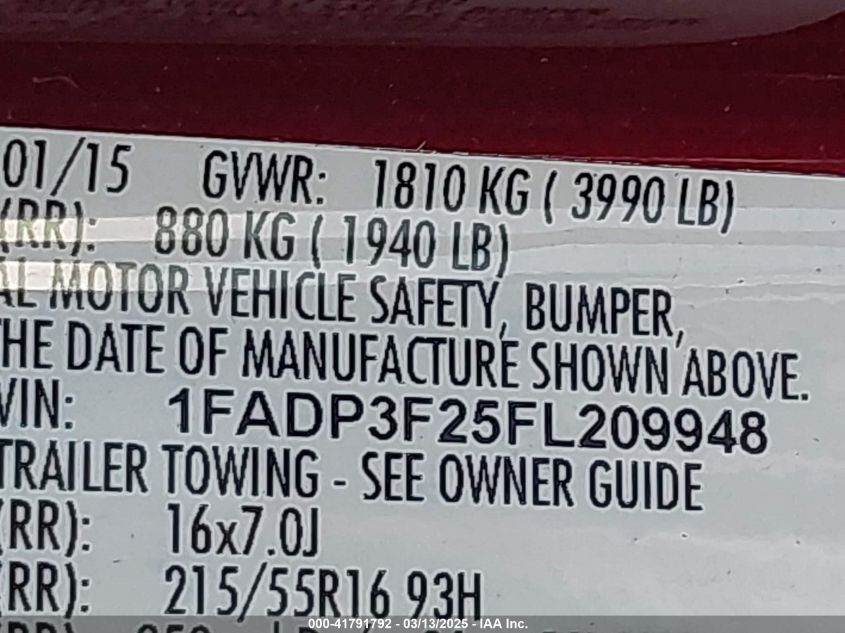 01/15 GVWR: 1810 KG ( 3990 LB)
(RR): 880 KG ( 1940 LB)
AL MOTOR VEHICLE SAFETY, BUMPER,
THE DATE OF MANUFACTURE SHOWN ABOVE.
VIN: 1FADP3F25FL209948
TRAILER TOWING - SEE OWNER GUIDE
(RR): 16x7.0J
(RR): 215/55R16 93H
000-41791792 - 03/13/2025 - IAA Inc.